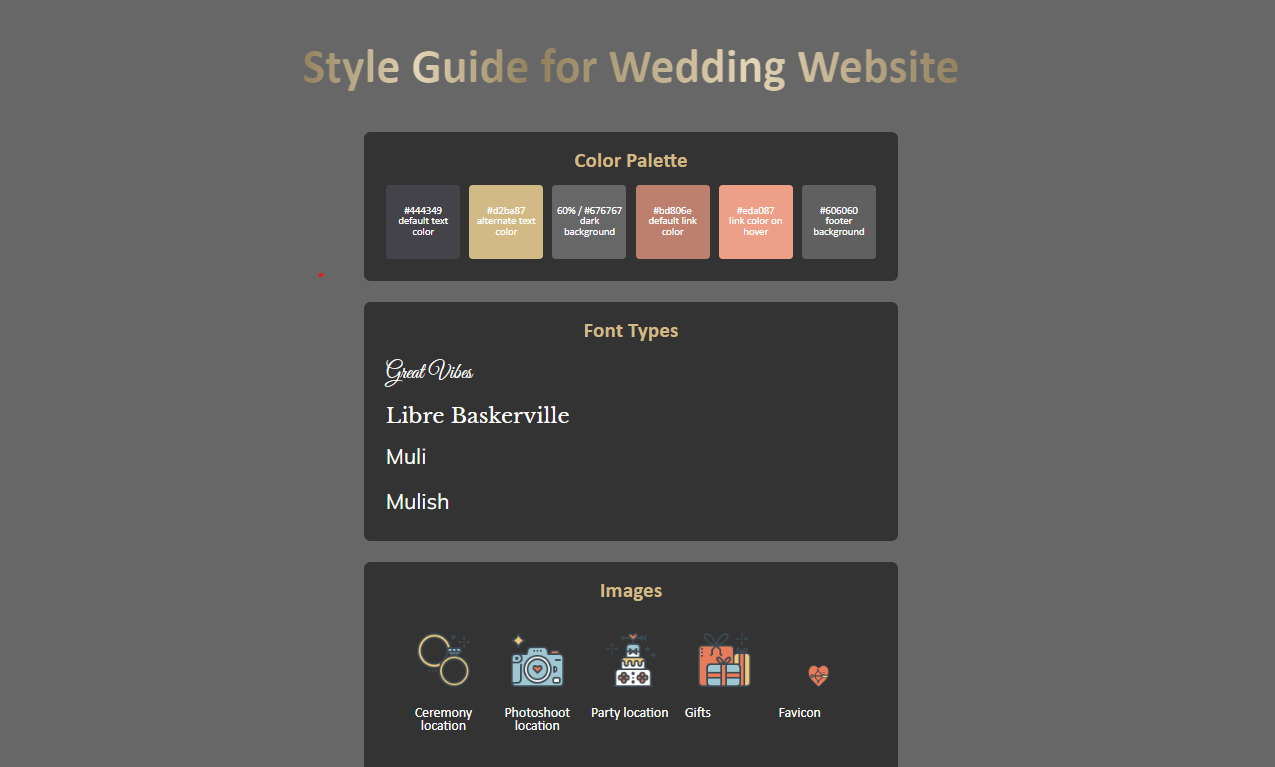 Style Guide for Wedding Website
Color Palette
#444349
default text
color
#d2ba87
alternate text
color
60% / #676767
dark
background
#bd806e
default link
color
#eda087
link color on
hover
#606060
footer
background
Font Types
Great Vibes
Libre Baskerville
Muli
Mulish
Images
Ceremony
location
Photoshoot
location
Party location
Gifts
Favicon